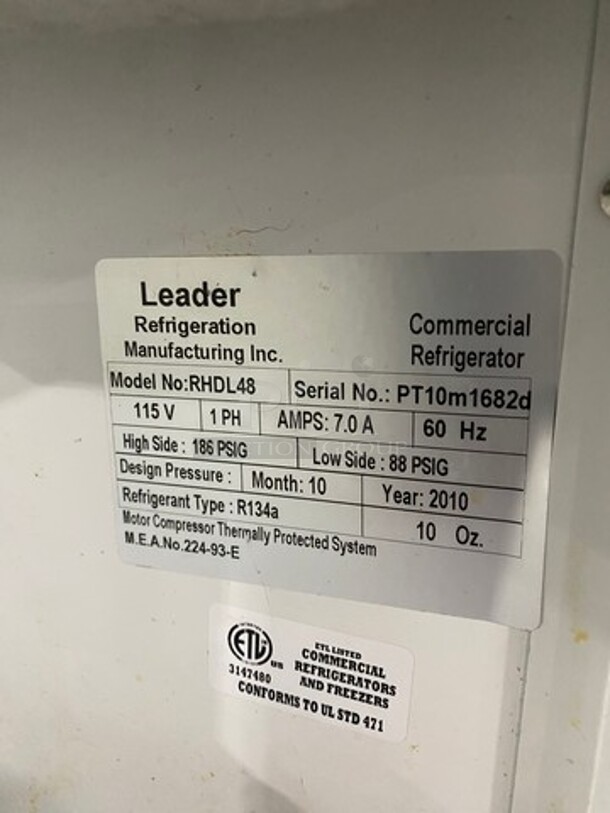 Leader
Refrigeration
Manufacturing Inc.
Commercial
Refrigerator
Model No:RHDL48 Serial No.: PT10m1682d
115 V 1 PH AMPS: 7.0 A 60 Hz
High Side : 186 PSIG Low Side : 88 PSIG
Design Pressure : Month: 10 Year: 2010
Refrigerant Type : R134a 10 Oz.
Motor Compressor Thermally Protected System
M.E.A.No.224-93-E
ETL US
3147480
ETL LISTED
COMMERCIAL
REFRIGERATORS
AND FREEZERS
CONFORMS TO UL STD 471